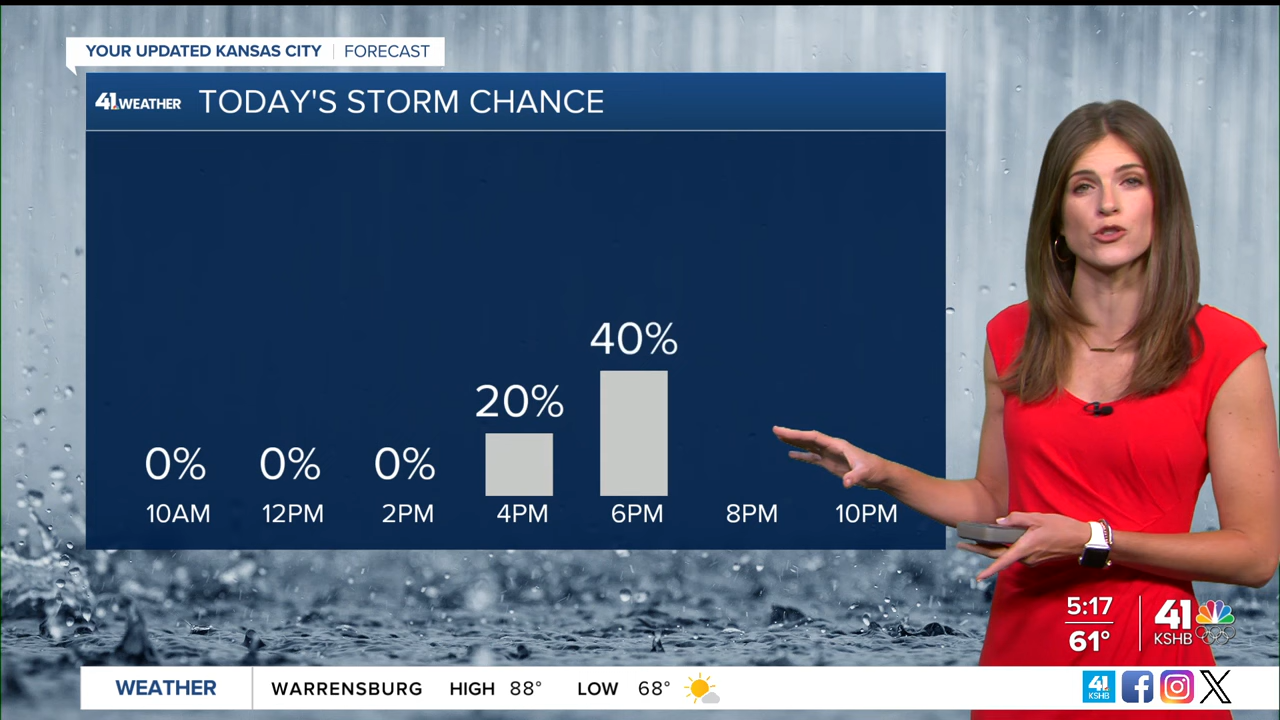 YOUR UPDATED KANSAS CITY | FORECAST
41 WEATHER TODAY'S STORM CHANCE
40%
20%
0% 0% 0%
10AM 12PM 2PM 4PM 6PM 8PM 10PM
5:17
61°
41
KSHB
WEATHER WARRENSBURG HIGH 88° LOW 68°
41
KSHB